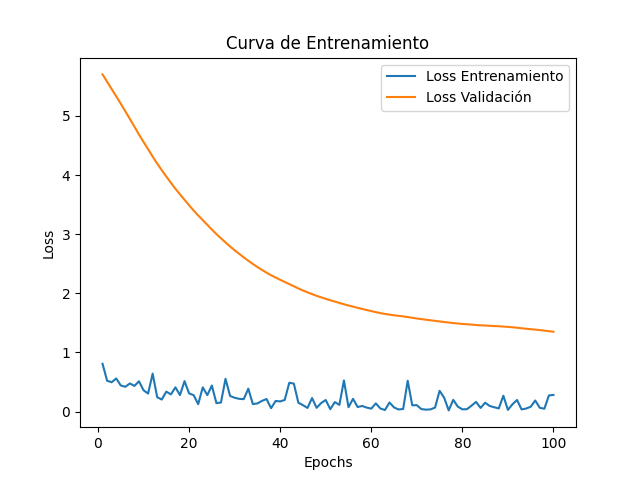 Curva de Entrenamiento
Loss Entrenamiento
Loss Validación
5
4
3
2
1
0
Loss
0 20 40 60 80 100
Epochs